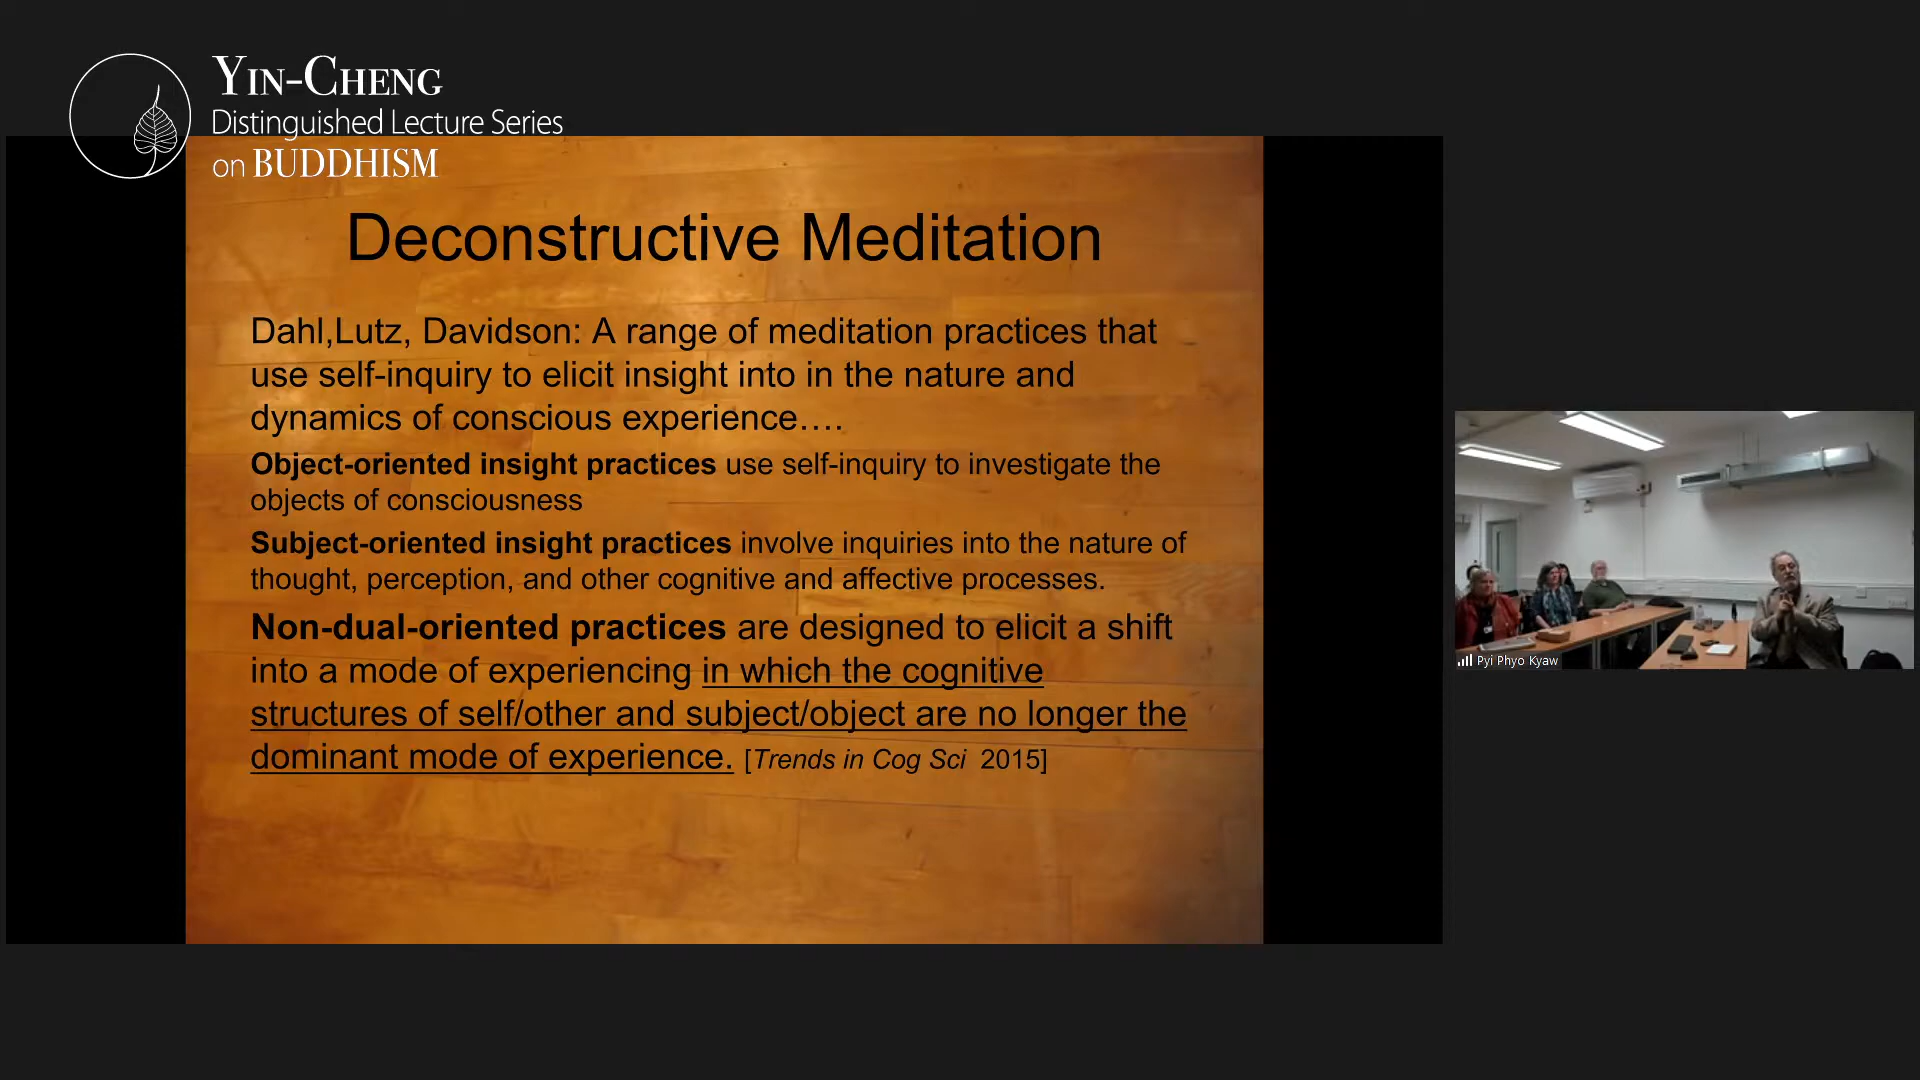 YIN-CHENG
Distinguished Lecture Series
on BUDDHISM
Deconstructive Meditation
Dahl,Lutz, Davidson: A range of meditation practices that
use self-inquiry to elicit insight into in the nature and
dynamics of conscious experience….
Object-oriented insight practices use self-inquiry to investigate the
objects of consciousness
Subject-oriented insight practices involve inquiries into the nature of
thought, perception, and other cognitive and affective processes.
Non-dual-oriented practices are designed to elicit a shift
into a mode of experiencing in which the cognitive
structures of self/other and subject/object are no longer the
dominant mode of experience. [Trends in Cog Sci 2015]
Pyi Phyo Kyaw